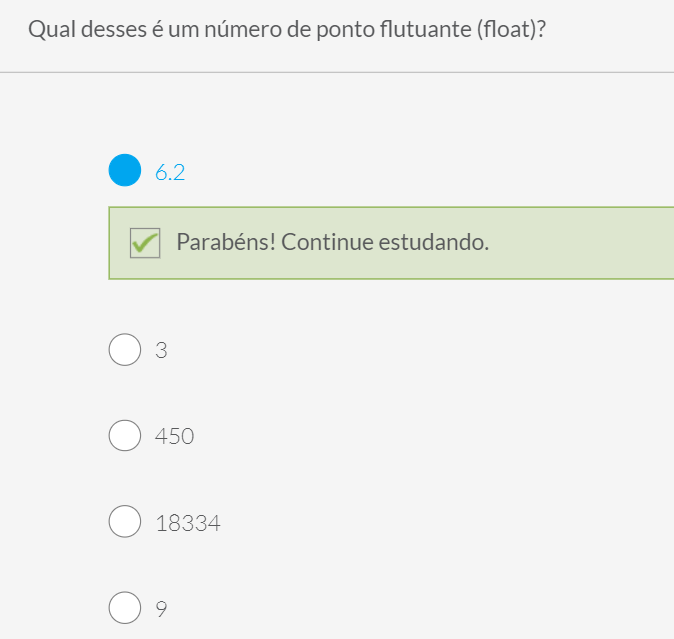 Qual desses é um número de ponto flutuante (float)?
6.2
Parabéns! Continue estudando.
3
450
18334
9